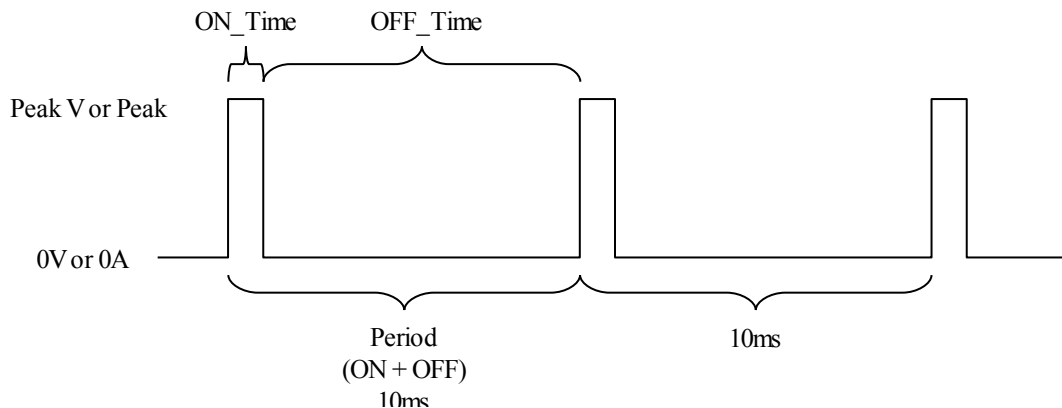 ON_Time OFF_Time
Peak V or Peak
0V or 0A
Period
(ON + OFF)
10ms
10ms